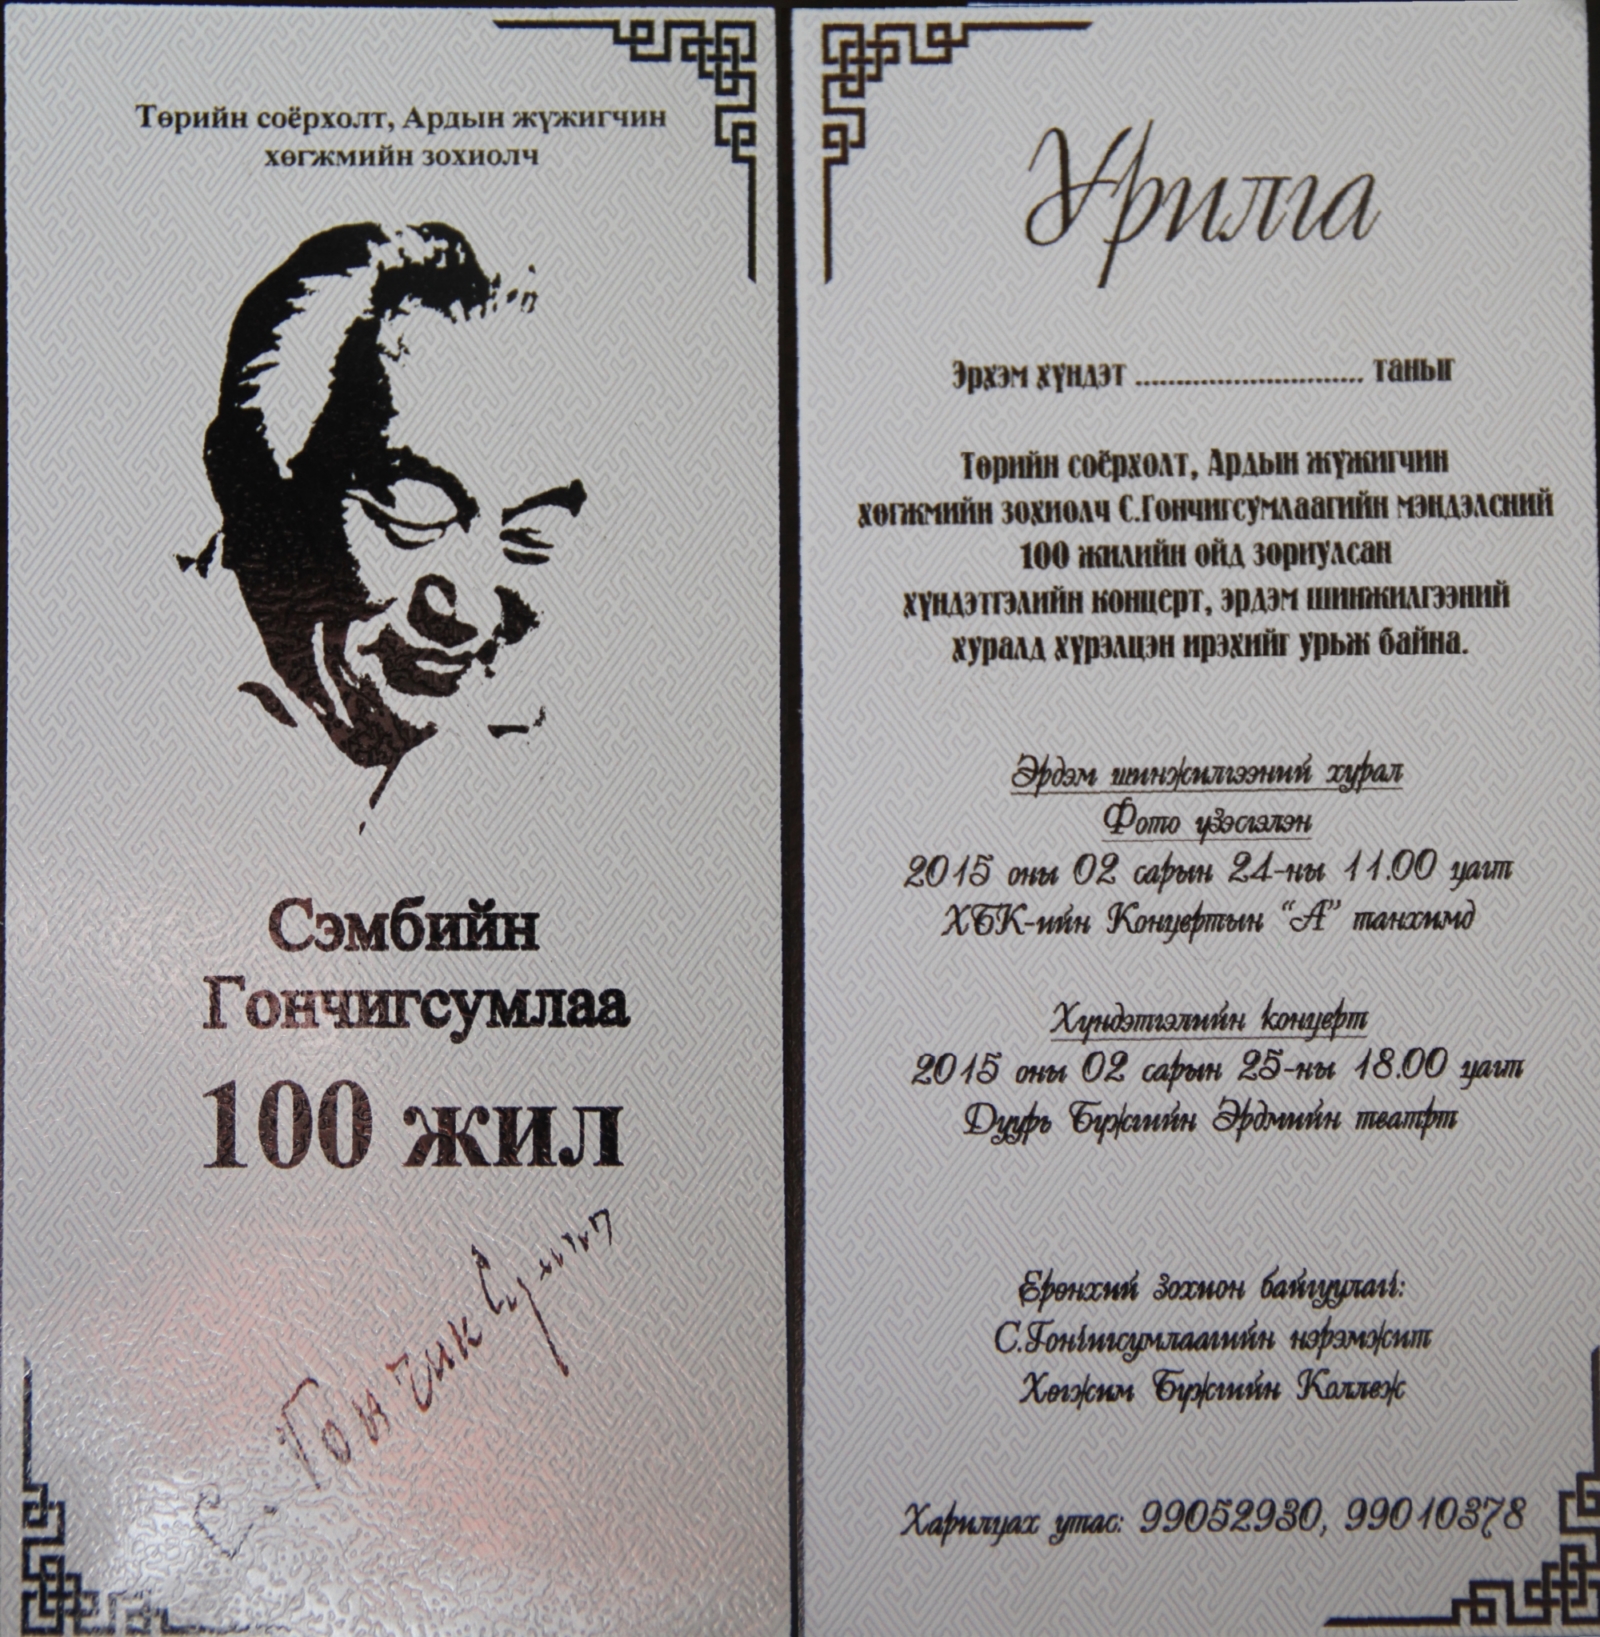 Төрийн соёрхолт, Ардын жүжигчин
хөгжмийн зохиолч
Сэмбийн
Гончигсумлаа
100 жил
С. Гончиксумл
Урилга
Эрхэм хүндэт ............................ таныг
Төрийн соёрхолт, Ардын жүжигчин
хөгжмийн зохиолч С.Гончигсумлаагийн мэндэлсний
100 жилийн ойд зориулсан
хүндэтгэлийн концерт, эрдэм шинжилгээний
хуралд хүрэлцэн ирэхийг урьж байна.
Эрдэм шинжилгээний хурал
Фото үзэсгэлэн
2015 оны 02 сарын 24-ны 11.00 цагт
ХБК-ийн Концертын “А” танхимд
Хүндэтгэлийн концерт
2015 оны 02 сарын 25-ны 18.00 цагт
Дуурь Бүжгийн Эрдмийн театрт
Ерөнхий зохион байгуулагч:
С.Гончигсумлаагийн нэрэмжит
Хөгжим Бүжгийн Коллеж
Харилцах утас: 99052930, 99010378